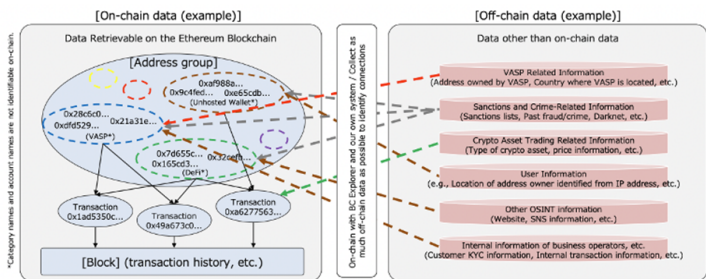 [On-chain data (example)]
Data Retrievable on the Ethereum Blockchain
[Address group]
0xaf988e...
0x9c4fed...
0xe65cdb...
(Unhosted Wallet*)
0x28c6c0...
0x21a31e...
0xdfd529...
(VASP*)
0x7d655c...
0x165cd3...
0x32cefb...
(DeFi*)
Transaction
0x1ad5350c...
Transaction
0x49a673c0...
Transaction
0xa6277563...
[Block] (transaction history, etc.)
*Category names and account names are not identifiable on-chain.
On-chain with BC Explorer and our own system / Collect as
much off-chain data as possible to identify connections
[Off-chain data (example)]
Data other than on-chain data
VASP Related Information
(Address owned by VASP, Country where VASP is located, etc.)
Sanctions and Crime-Related Information
(Sanctions lists, Past fraud/crime, Darknet, etc.)
Crypto Asset Trading Related Information
(Type of crypto asset, price information, etc.)
User Information
(e.g., Location of address owner identified from IP address, etc.)
Other OSINT information
(Website, SNS information, etc.)
Internal information of business operators, etc.
(Customer KYC information, Internal transaction information, etc.)